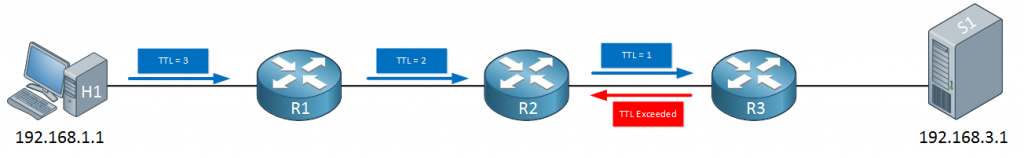 TTL = 3
TTL = 2
TTL = 1
TTL Exceeded
H1
R1
R2
R3
S1
192.168.1.1
192.168.3.1